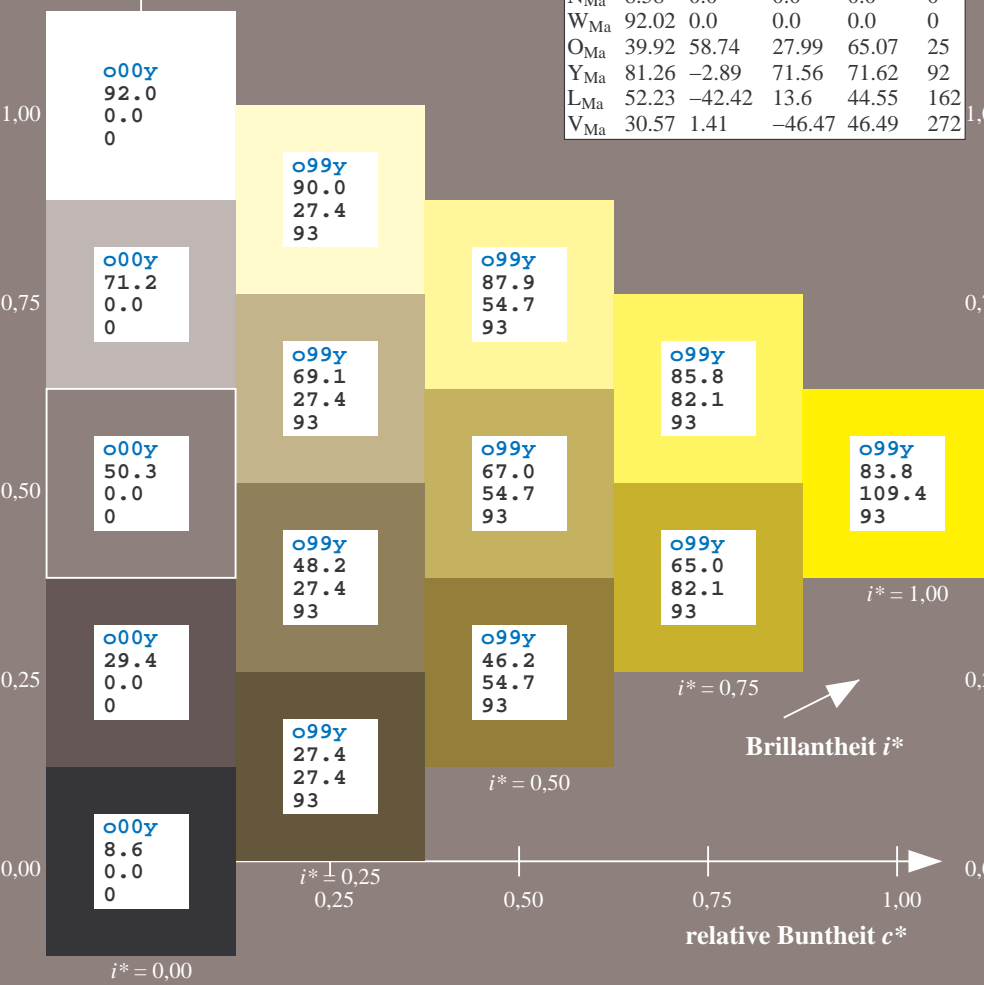 W_Ma 92.02 0.0 0.0 0.0 0
O_Ma 39.92 58.74 27.99 65.07 25
Y_Ma 81.26 −2.89 71.56 71.62 92
L_Ma 52.23 −42.42 13.6 44.55 162
V_Ma 30.57 1.41 −46.47 46.49 272
1,00
o00y
92.0
0.0
0
o99y
90.0
27.4
93
0,75
o00y
71.2
0.0
0
o99y
87.9
54.7
93
o99y
69.1
27.4
93
o99y
85.8
82.1
93
0,50
o00y
50.3
0.0
0
o99y
67.0
54.7
93
o99y
83.8
109.4
93
o99y
48.2
27.4
93
o99y
65.0
82.1
93
i* = 1,00
0,25
o00y
29.4
0.0
0
o99y
46.2
54.7
93
i* = 0,75
o99y
27.4
27.4
93
Brillantheit i*
i* = 0,50
0,00
o00y
8.6
0.0
0
i* = 0,25
0,25
0,50
0,75
1,00
relative Buntheit c*
i* = 0,00